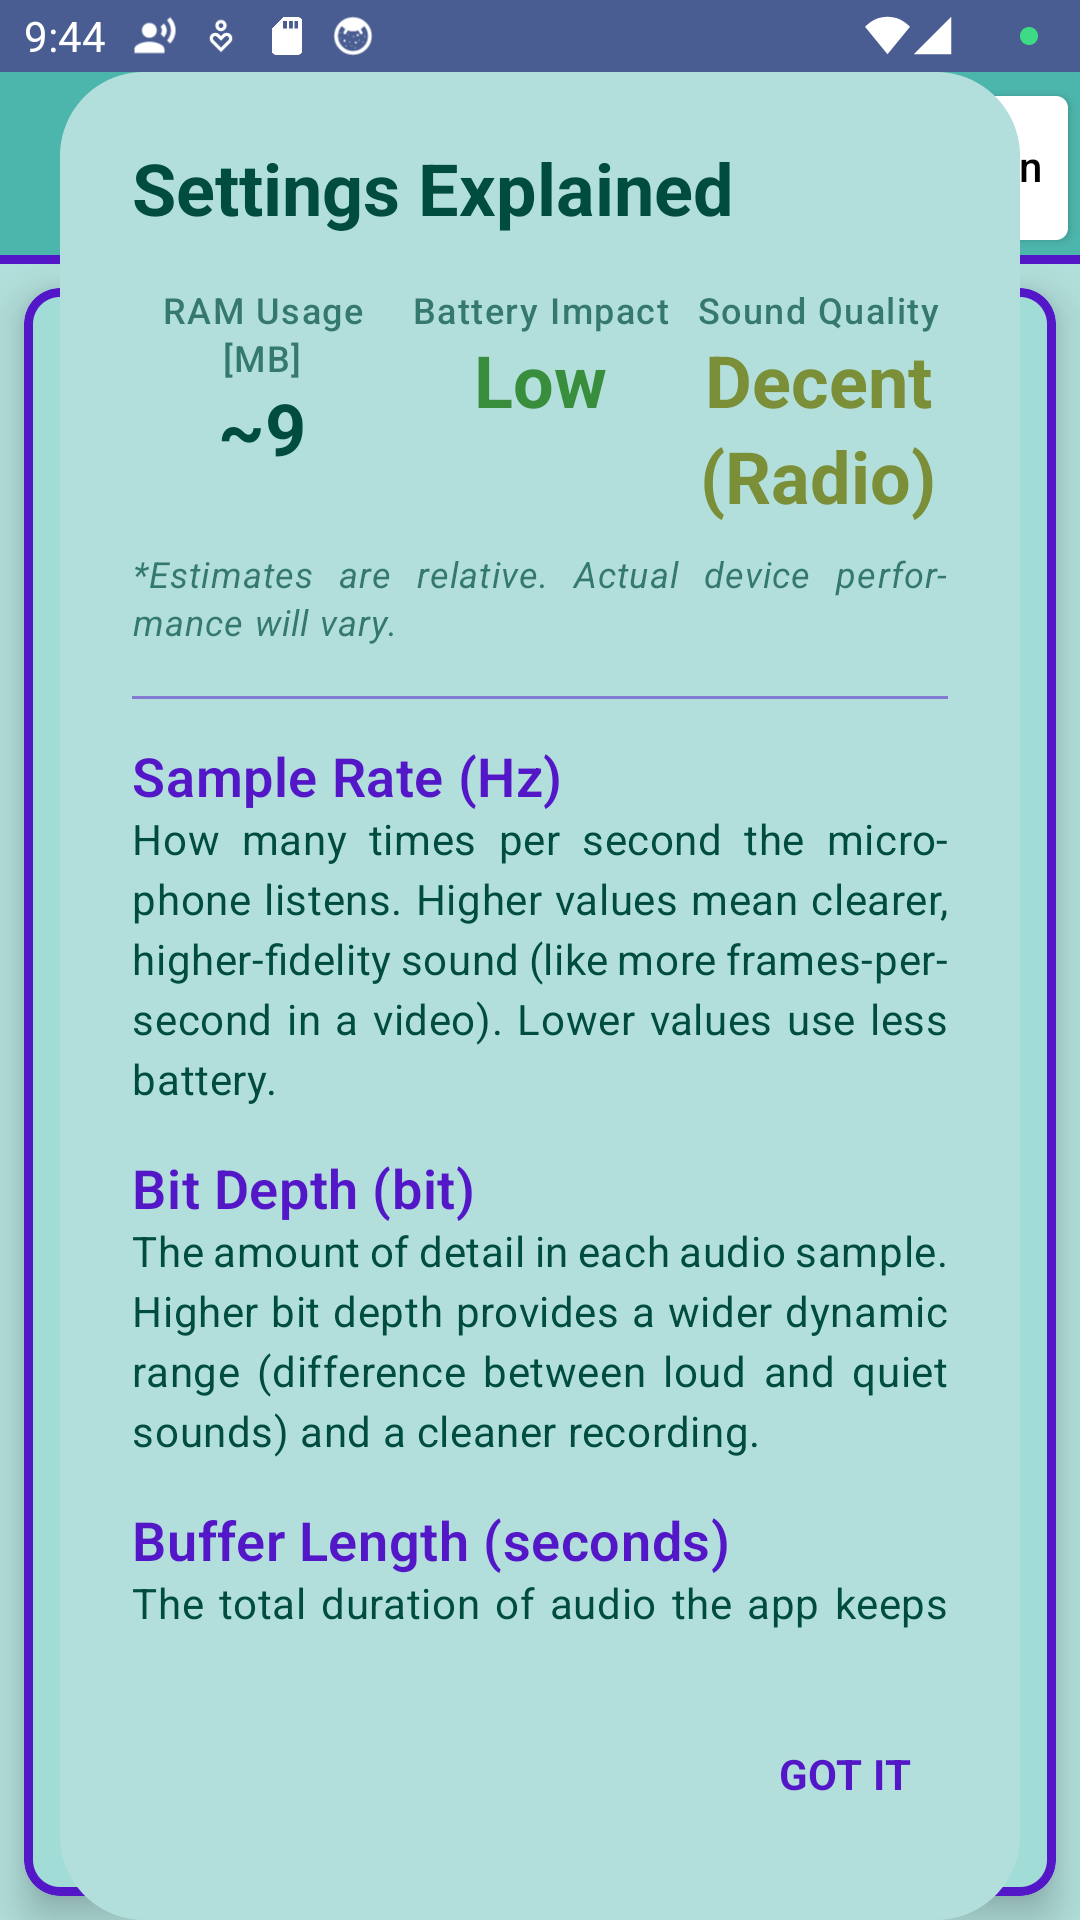 9:44
n
Settings Explained
RAM Usage
[MB]
~9
Battery Impact
Low
Sound Quality
Decent
(Radio)
*Estimates are relative. Actual device perfor-
mance will vary.
Sample Rate (Hz)
How many times per second the micro-
phone listens. Higher values mean clearer,
higher-fidelity sound (like more frames-per-
second in a video). Lower values use less
battery.
Bit Depth (bit)
The amount of detail in each audio sample.
Higher bit depth provides a wider dynamic
range (difference between loud and quiet
sounds) and a cleaner recording.
Buffer Length (seconds)
The total duration of audio the app keeps
GOT IT